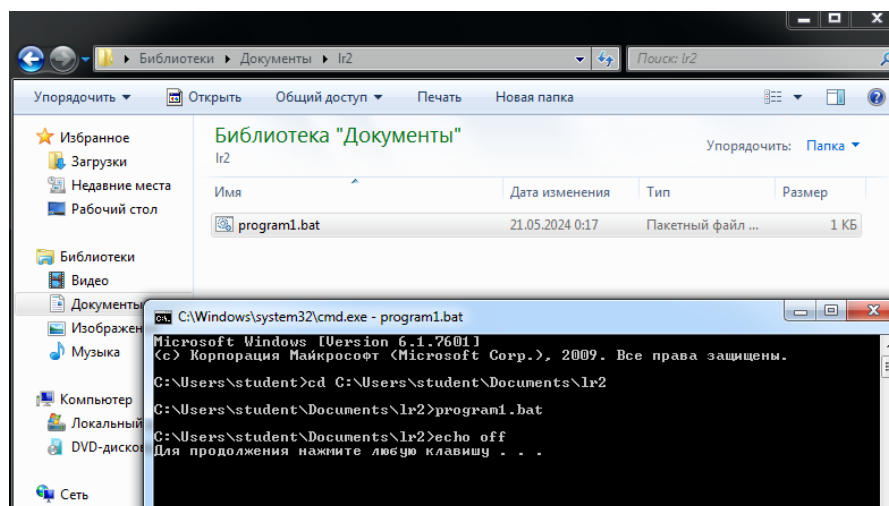 Библиотеки ▸ Документы ▸ lr2
Поиск: lr2
Упорядочить ▾ Открыть Общий доступ ▾ Печать Новая папка
Избранное
Загрузки
Недавние места
Рабочий стол
Библиотеки
Видео
Документы
Изображен
Музыка
Компьютер
Локальный
DVD-дисково
Сеть
Библиотека "Документы"
lr2
Упорядочить: Папка ▾
Имя Дата изменения Тип Размер
program1.bat 21.05.2024 0:17 Пакетный файл ... 1 КБ
C:\Windows\system32\cmd.exe - program1.bat
Microsoft Windows [Version 6.1.7601]
(c) Корпорация Майкрософт (Microsoft Corp.), 2009. Все права защищены.
C:\Users\student>cd C:\Users\student\Documents\lr2
C:\Users\student\Documents\lr2>program1.bat
C:\Users\student\Documents\lr2>echo off
Для продолжения нажмите любую клавишу . . .